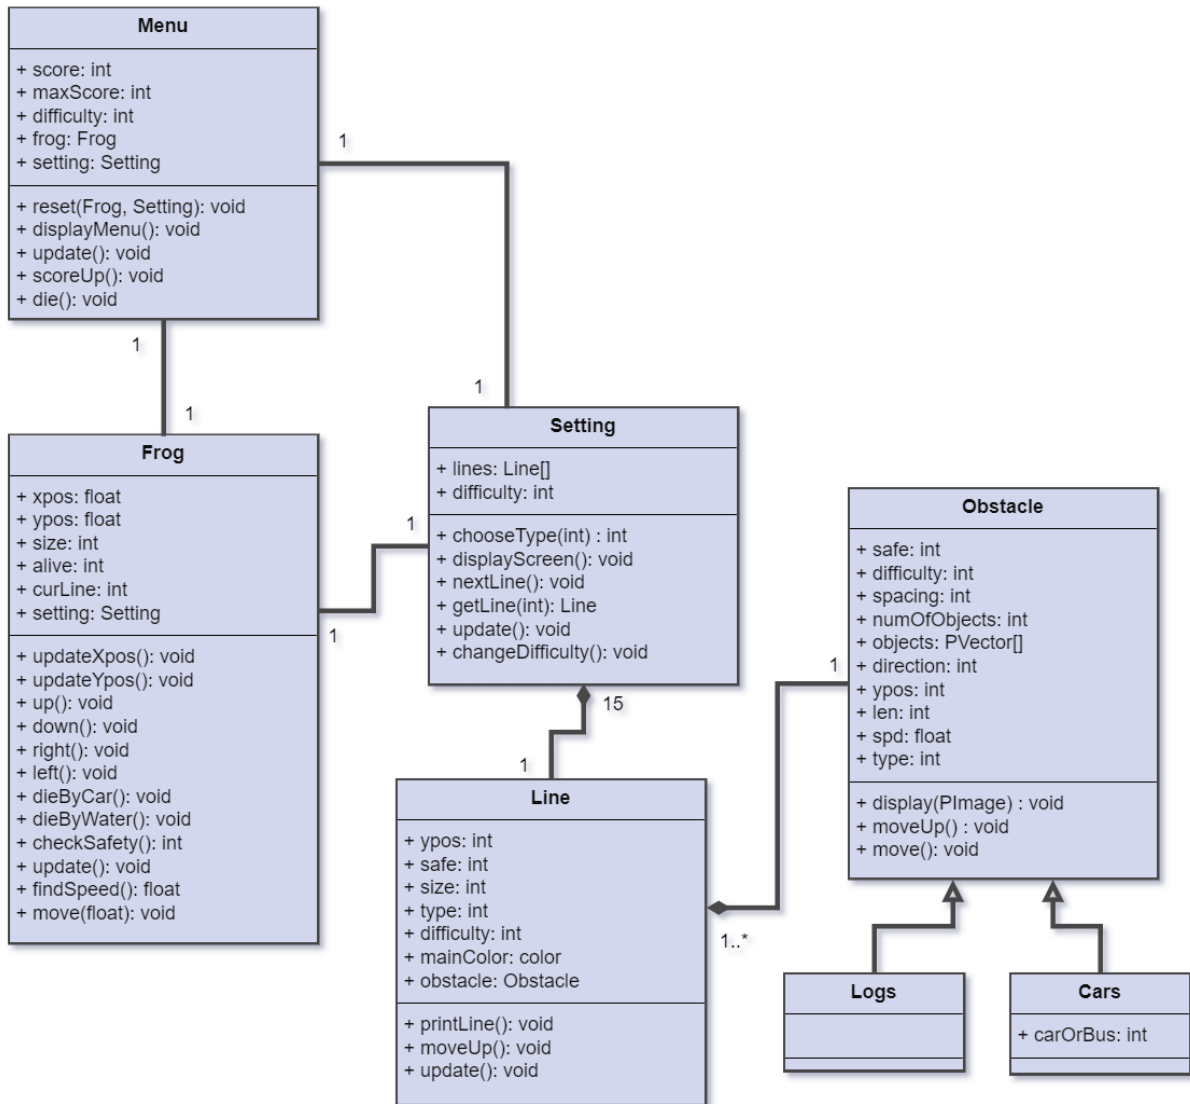 Menu
+ score: int
+ maxScore: int
+ difficulty: int
+ frog: Frog
+ setting: Setting
+ reset(Frog, Setting): void
+ displayMenu(): void
+ update(): void
+ scoreUp(): void
+ die(): void
1
1
1
1
Frog
+ xpos: float
+ ypos: float
+ size: int
+ alive: int
+ curLine: int
+ setting: Setting
+ updateXpos(): void
+ updateYpos(): void
+ up(): void
+ down(): void
+ right(): void
+ left(): void
+ dieByCar(): void
+ dieByWater(): void
+ checkSafety(): int
+ update(): void
+ findSpeed(): float
+ move(float): void
1
1
Setting
+ lines: Line[]
+ difficulty: int
+ chooseType(int) : int
+ displayScreen(): void
+ nextLine(): void
+ getLine(int): Line
+ update(): void
+ changeDifficulty(): void
15
1
Line
+ ypos: int
+ safe: int
+ size: int
+ type: int
+ difficulty: int
+ mainColor: color
+ obstacle: Obstacle
+ printLine(): void
+ moveUp(): void
+ update(): void
1
1..*
Obstacle
+ safe: int
+ difficulty: int
+ spacing: int
+ numOfObjects: int
+ objects: PVector[]
+ direction: int
+ ypos: int
+ len: int
+ spd: float
+ type: int
+ display(PImage) : void
+ moveUp() : void
+ move(): void
Logs
Cars
+ carOrBus: int